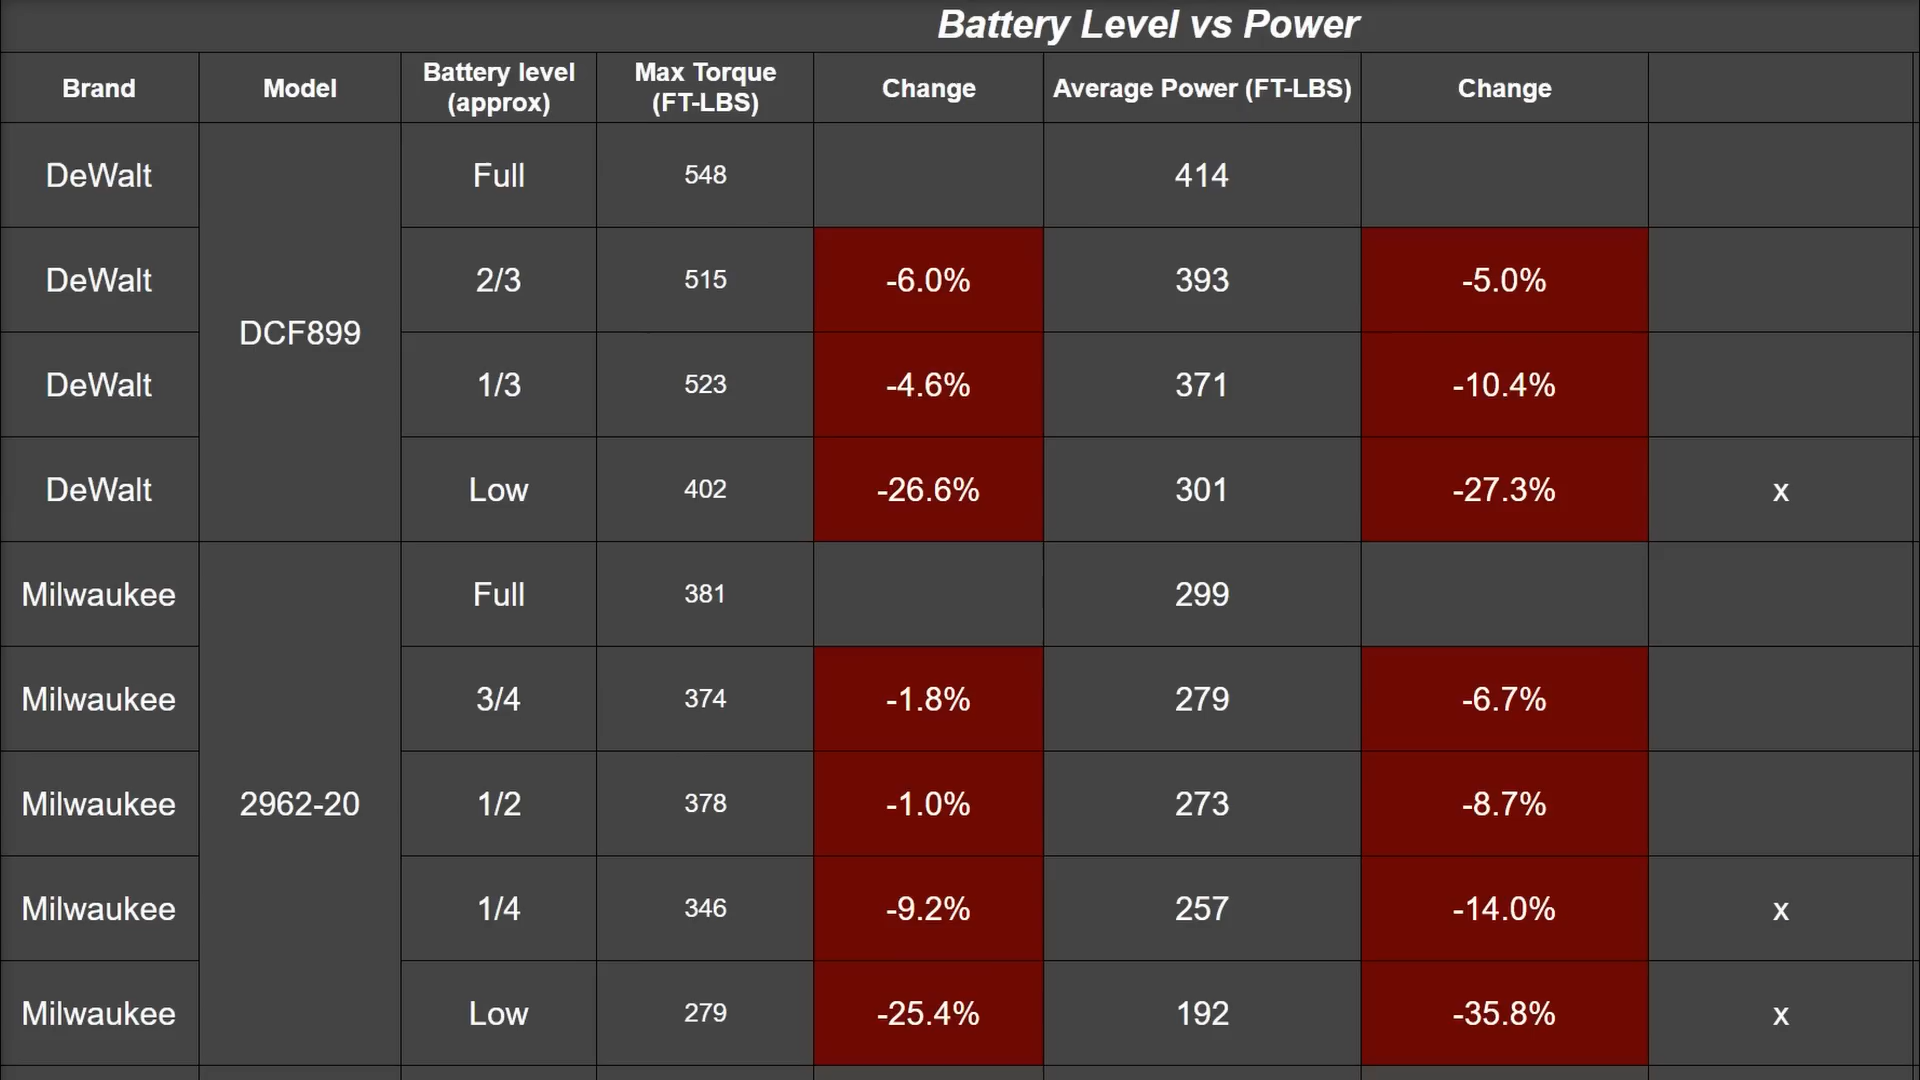 Battery Level vs Power
Brand Model Battery level (approx) Max Torque (FT-LBS) Change Average Power (FT-LBS) Change
DeWalt DCF899 Full 548 414
DeWalt 2/3 515 -6.0% 393 -5.0%
DeWalt 1/3 523 -4.6% 371 -10.4%
DeWalt Low 402 -26.6% 301 -27.3% x
Milwaukee 2962-20 Full 381 299
Milwaukee 3/4 374 -1.8% 279 -6.7%
Milwaukee 1/2 378 -1.0% 273 -8.7%
Milwaukee 1/4 346 -9.2% 257 -14.0% x
Milwaukee Low 279 -25.4% 192 -35.8% x